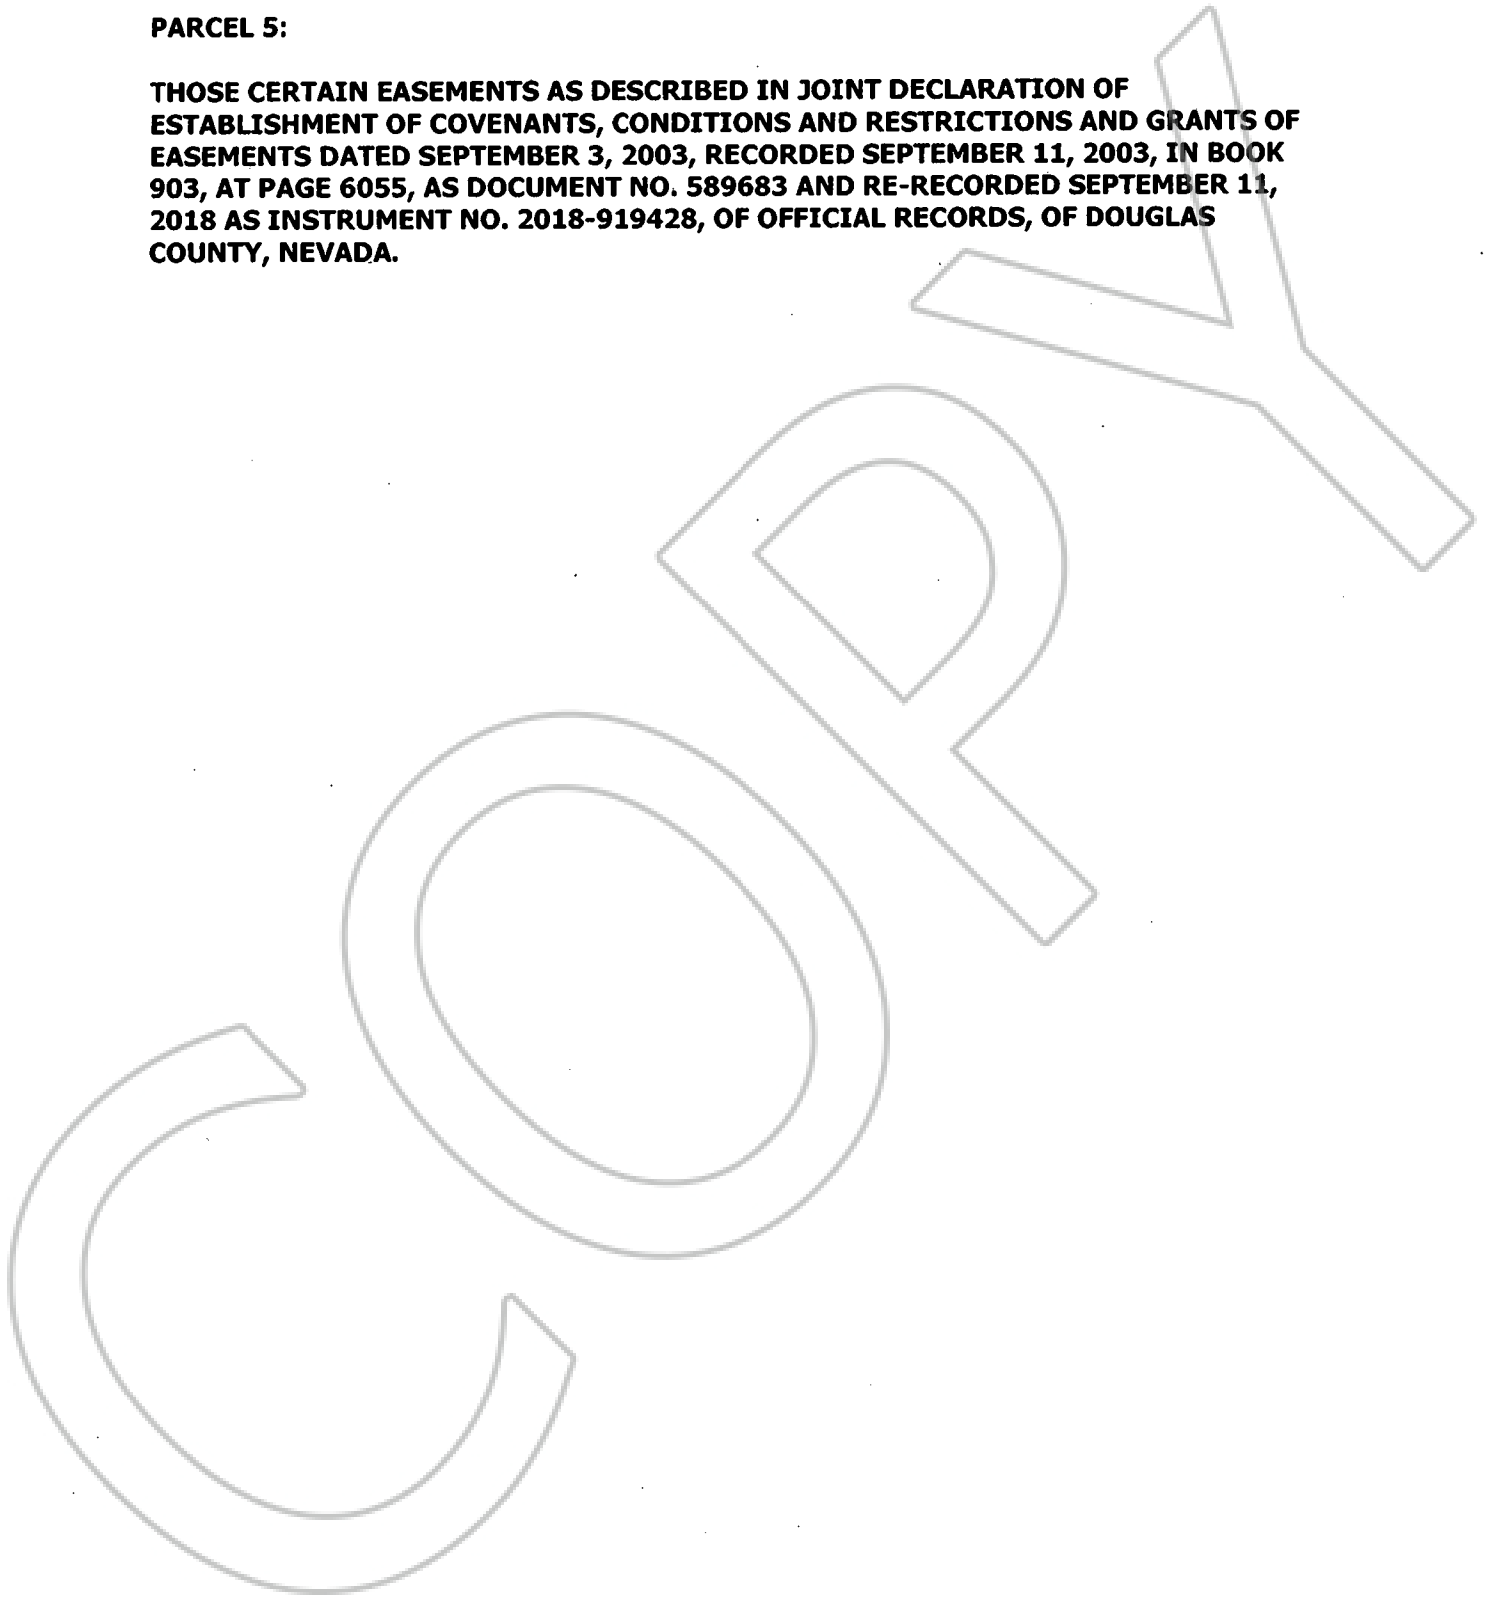 PARCEL 5:
THOSE CERTAIN EASEMENTS AS DESCRIBED IN JOINT DECLARATION OF
ESTABLISHMENT OF COVENANTS, CONDITIONS AND RESTRICTIONS AND GRANTS OF
EASEMENTS DATED SEPTEMBER 3, 2003, RECORDED SEPTEMBER 11, 2003, IN BOOK
903, AT PAGE 6055, AS DOCUMENT NO. 589683 AND RE-RECORDED SEPTEMBER 11,
2018 AS INSTRUMENT NO. 2018-919428, OF OFFICIAL RECORDS, OF DOUGLAS
COUNTY, NEVADA.
COPY